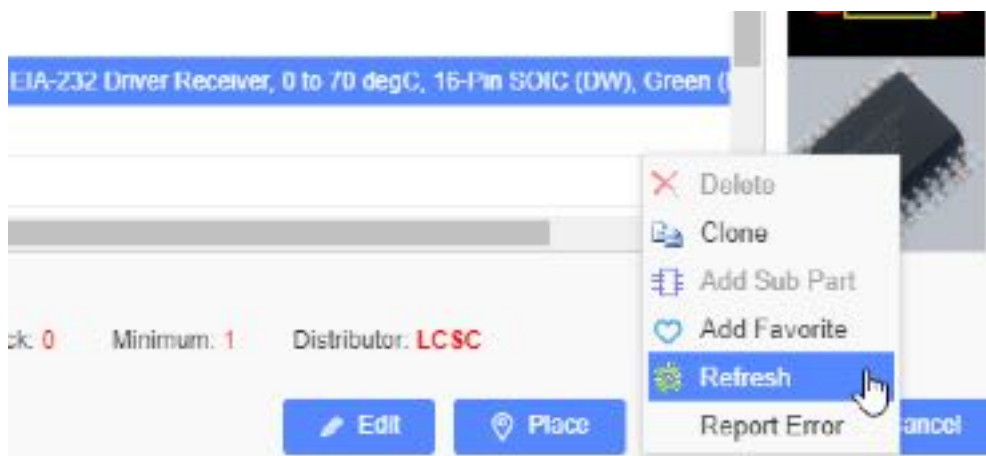 EIA-232 Driver Receiver, 0 to 70 degC, 16-Pin SOIC (DW), Green (
Delete
Clone
Add Sub Part
Add Favorite
ck: 0 Minimum: 1 Distributor: LCSC
Refresh
Edit Place ancel
Report Error